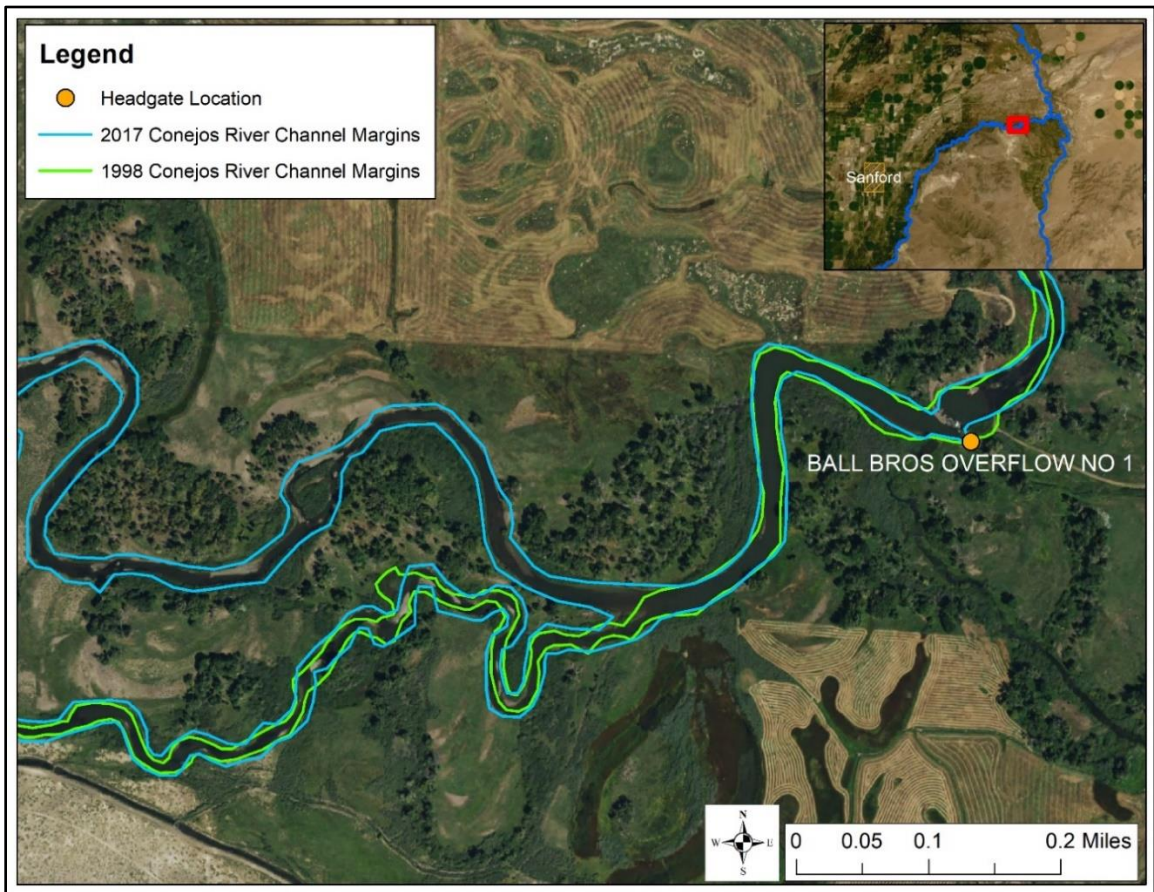 Legend
Headgate Location
2017 Conejos River Channel Margins
1998 Conejos River Channel Margins
Sanford
BALL BROS OVERFLOW NO 1
N
W E
S
0 0.05 0.1 0.2 Miles